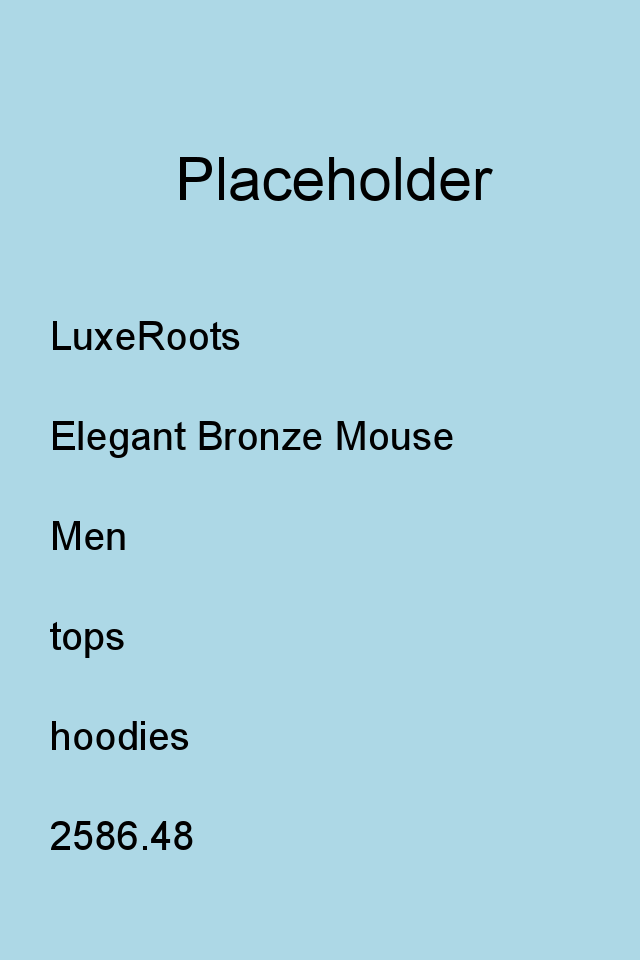 Placeholder
LuxeRoots
Elegant Bronze Mouse
Men
tops
hoodies
2586.48